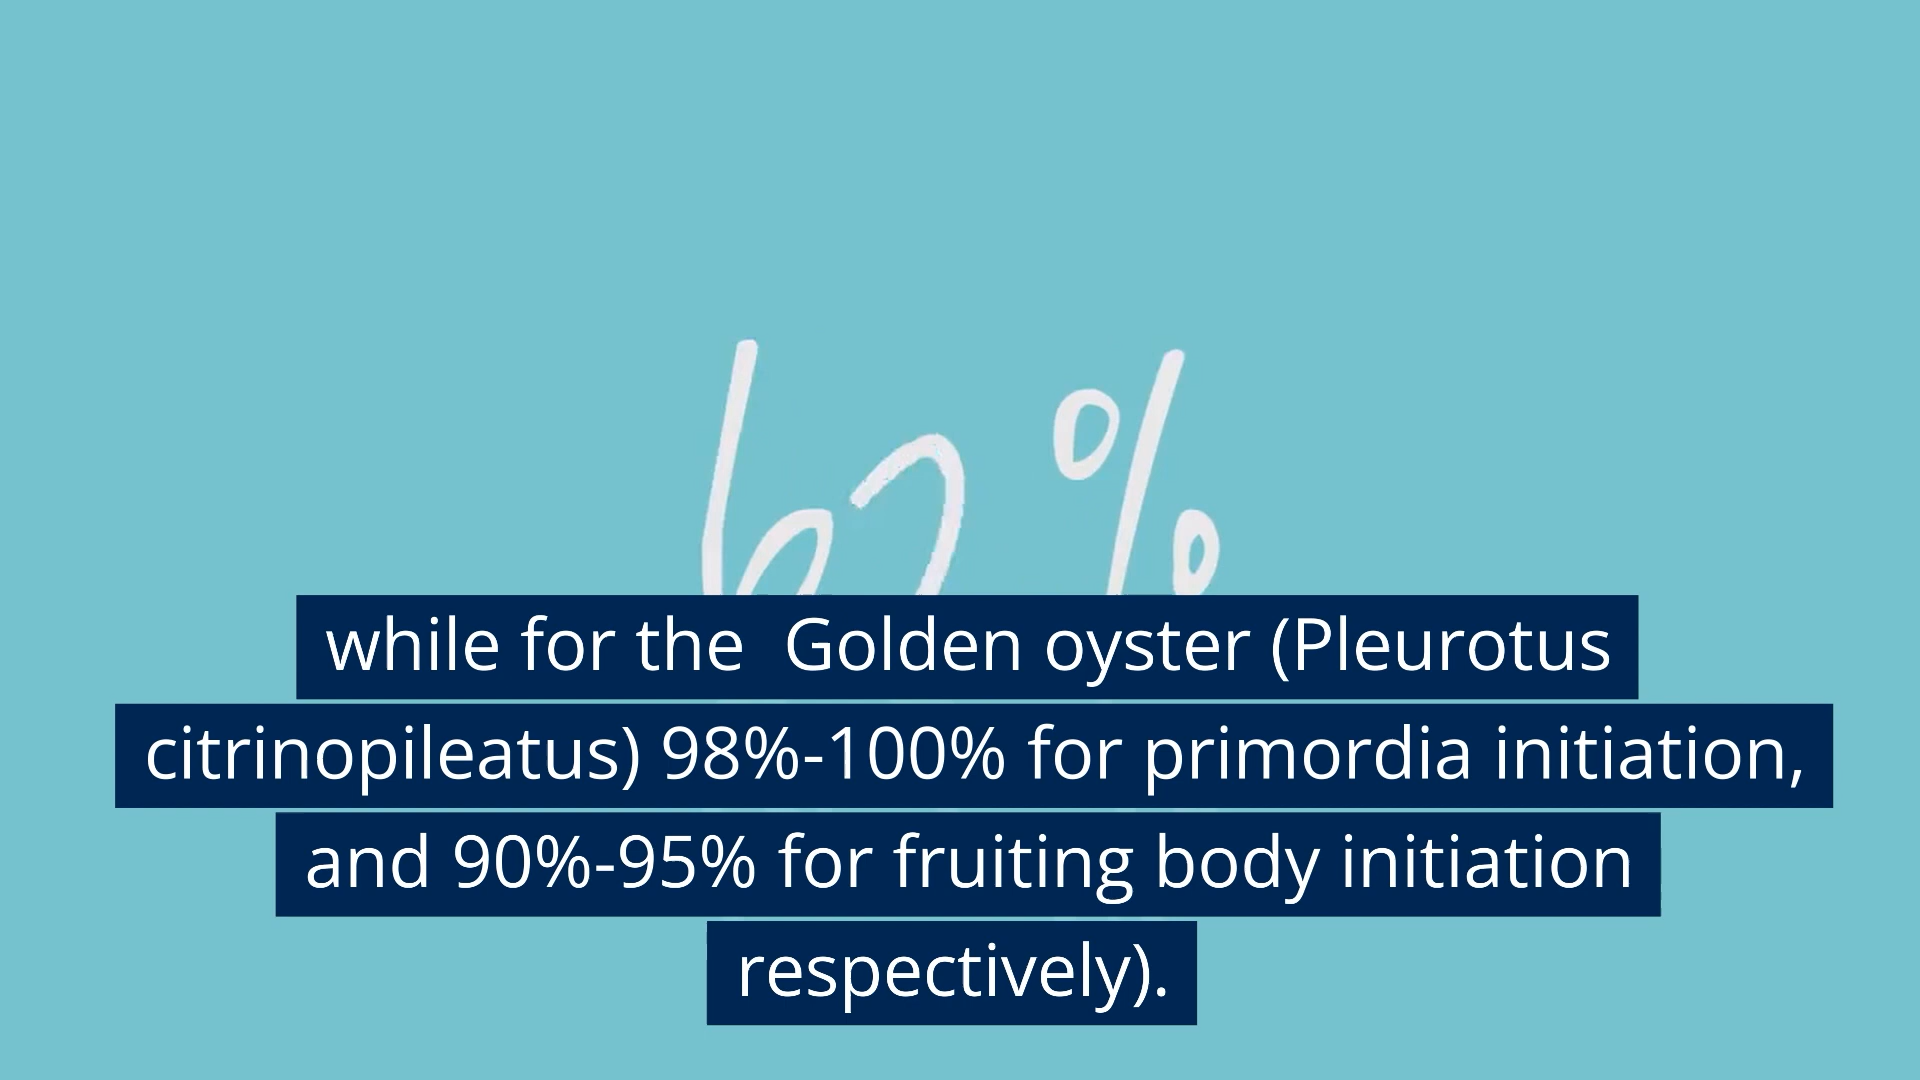 while for the  Golden oyster (Pleurotus
citrinopileatus) 98%-100% for primordia initiation,
and 90%-95% for fruiting body initiation
respectively).